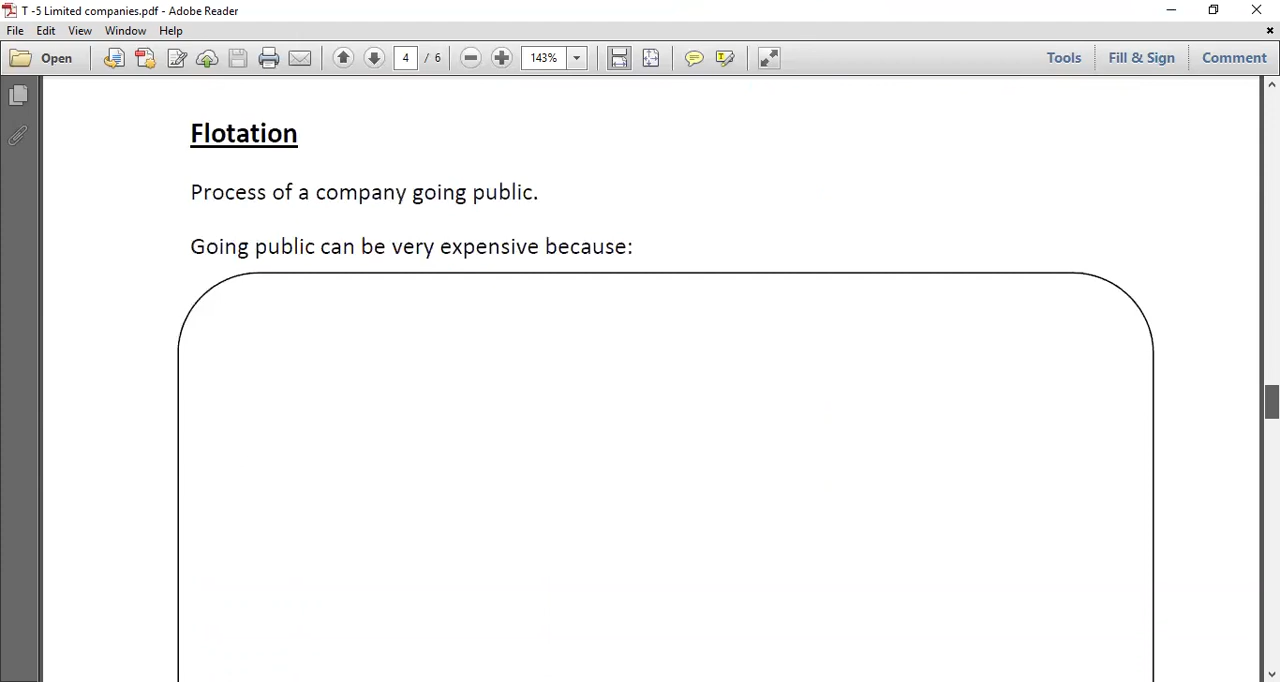 T -5 Limited companies.pdf - Adobe Reader
File Edit View Window Help
Open 4 / 6 143% Tools Fill & Sign Comment
Flotation
Process of a company going public.
Going public can be very expensive because: